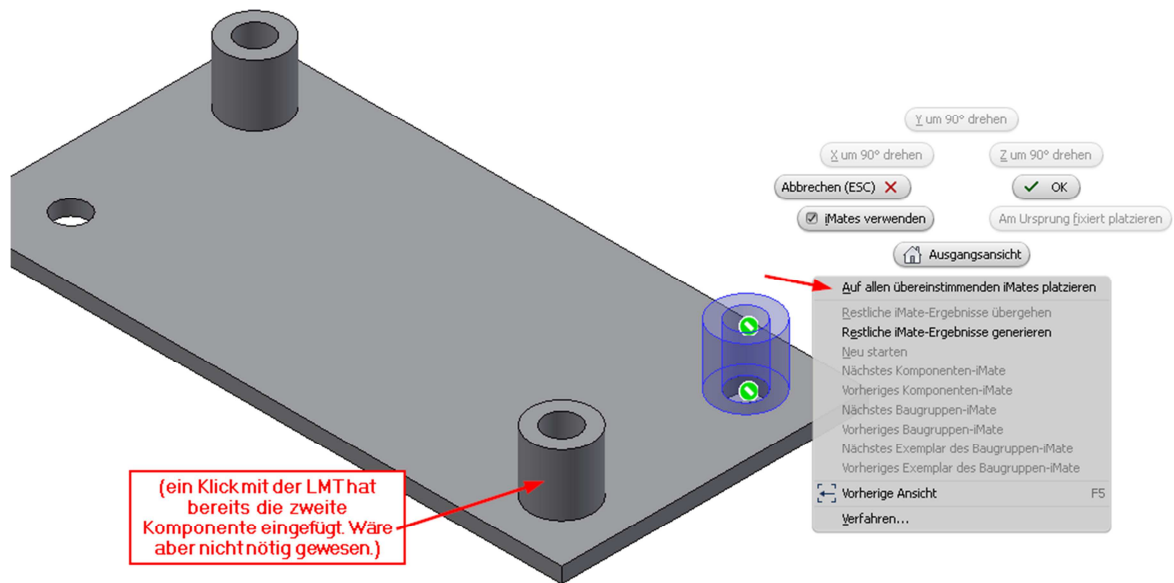 Y um 90° drehen
X um 90° drehen
Z um 90° drehen
Abbrechen (ESC)
OK
iMates verwenden
Am Ursprung fixiert platzieren
Ausgangsansicht
Auf allen übereinstimmenden iMates platzieren
Restliche iMate-Ergebnisse übergehen
Restliche iMate-Ergebnisse generieren
Neu starten
Nächstes Komponenten-iMate
Vorheriges Komponenten-iMate
Nächstes Baugruppen-iMate
Vorheriges Baugruppen-iMate
Nächstes Exemplar des Baugruppen-iMate
Vorheriges Exemplar des Baugruppen-iMate
Vorherige Ansicht F5
Verfahren...
(ein Klick mit der LMT hat
bereits die zweite
Komponente eingefügt. Wäre
aber nicht nötig gewesen.)